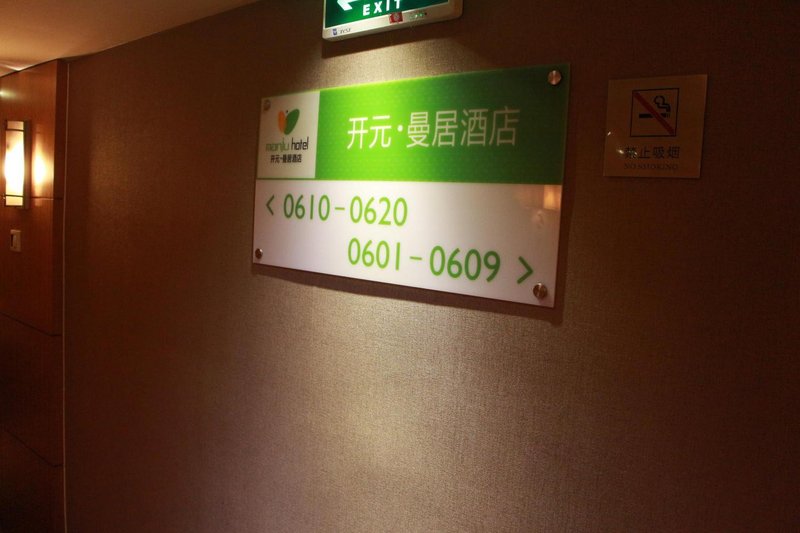 EXIT
manju hotel
开元·曼居酒店
开元·曼居酒店
< 0610-0620
0601-0609 >
禁止吸烟
NO SMOKING